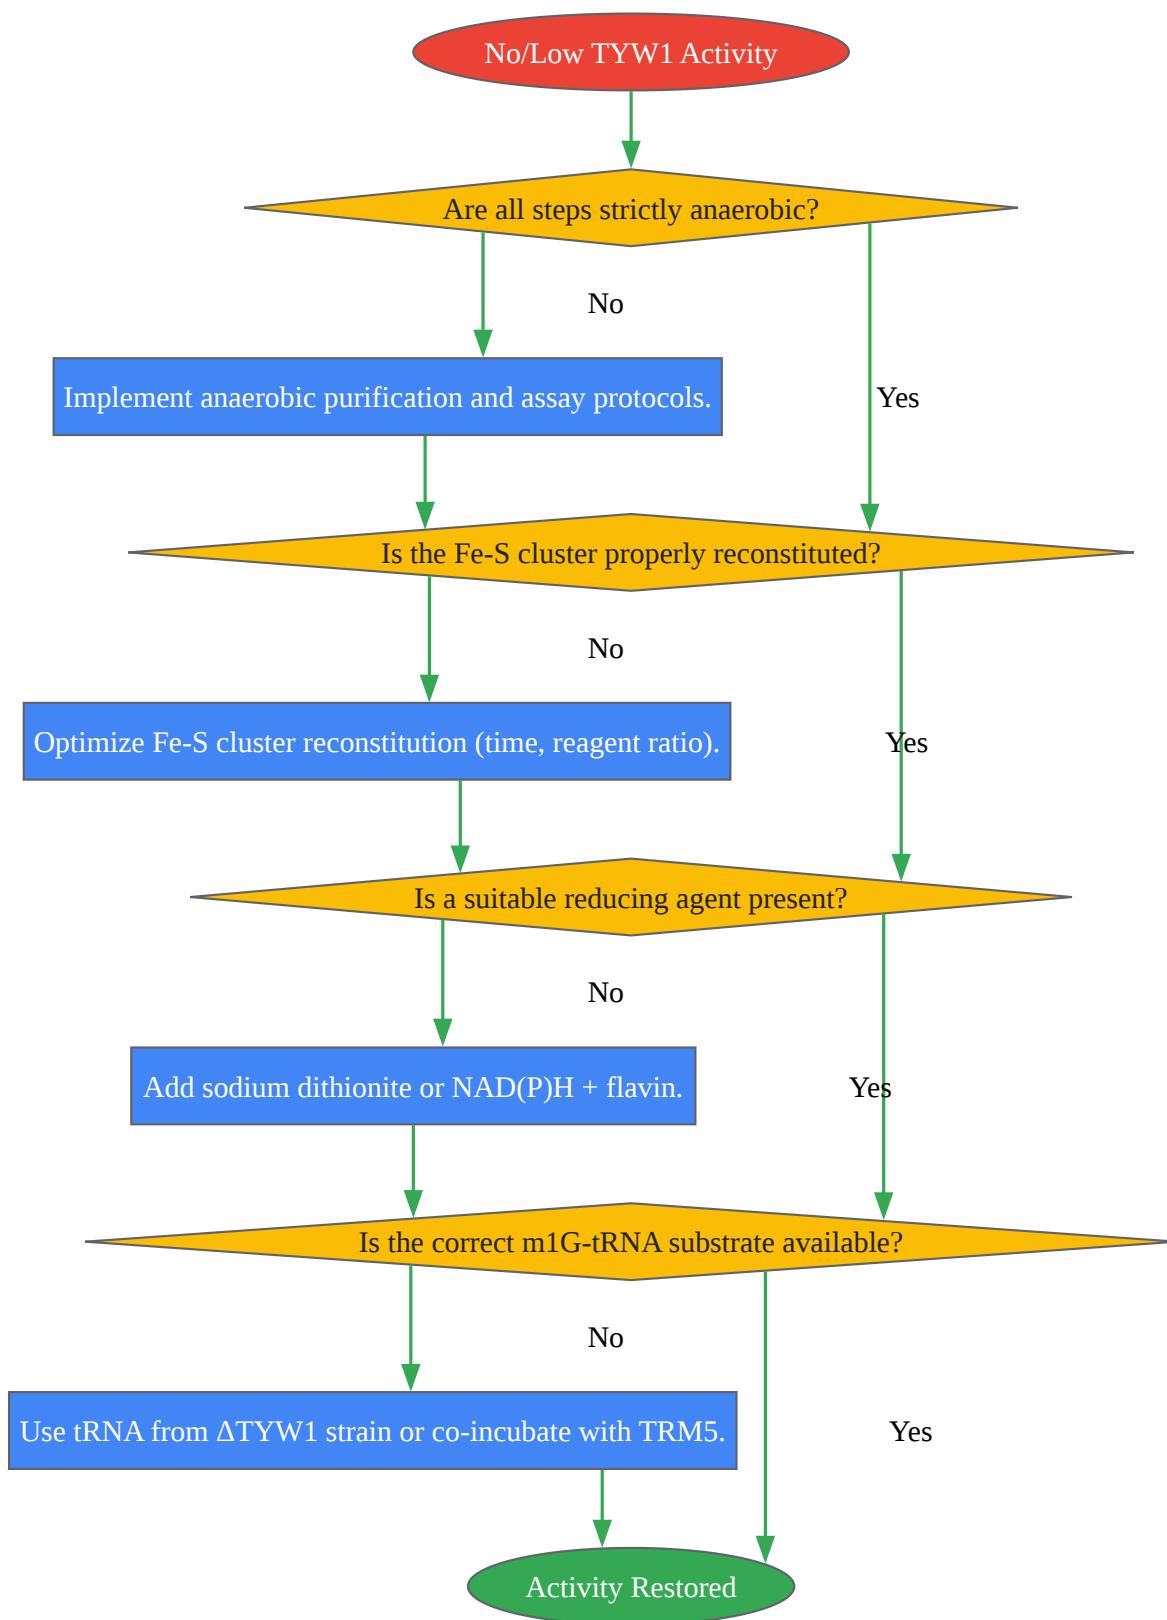 No/Low TYW1 Activity
Are all steps strictly anaerobic?
No
Implement anaerobic purification and assay protocols.
Yes
Is the Fe-S cluster properly reconstituted?
No
Optimize Fe-S cluster reconstitution (time, reagent ratio).
Yes
Is a suitable reducing agent present?
No
Add sodium dithionite or NAD(P)H + flavin.
Yes
Is the correct m1G-tRNA substrate available?
No
Use tRNA from ΔTYW1 strain or co-incubate with TRM5.
Yes
Activity Restored